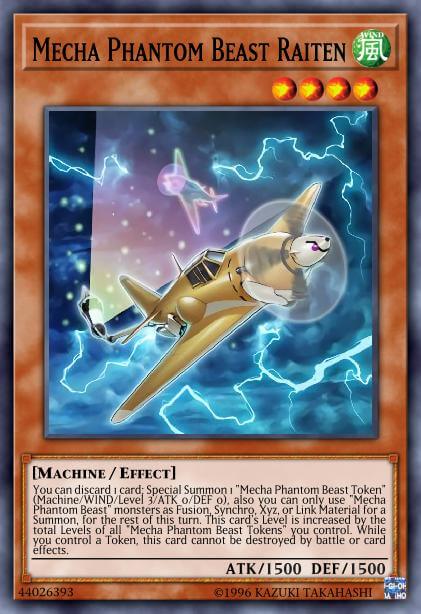 MECHA PHANTOM BEAST RAITEN
WIND
風
[MACHINE / EFFECT]
You can discard 1 card; Special Summon 1 "Mecha Phantom Beast Token"
(Machine/WIND/Level 3/ATK 0/DEF 0), also you can only use "Mecha
Phantom Beast" monsters as Fusion, Synchro, Xyz, or Link Material for a
Summon, for the rest of this turn. This card's Level is increased by the
total Levels of all "Mecha Phantom Beast Tokens" you control. While
you control a Token, this card cannot be destroyed by battle or card
effects.
ATK/1500 DEF/1500
44026393
©1996 KAZUKI TAKAHASHI